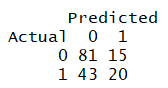 Predicted
Actual 0 1
0 81 15
1 43 20